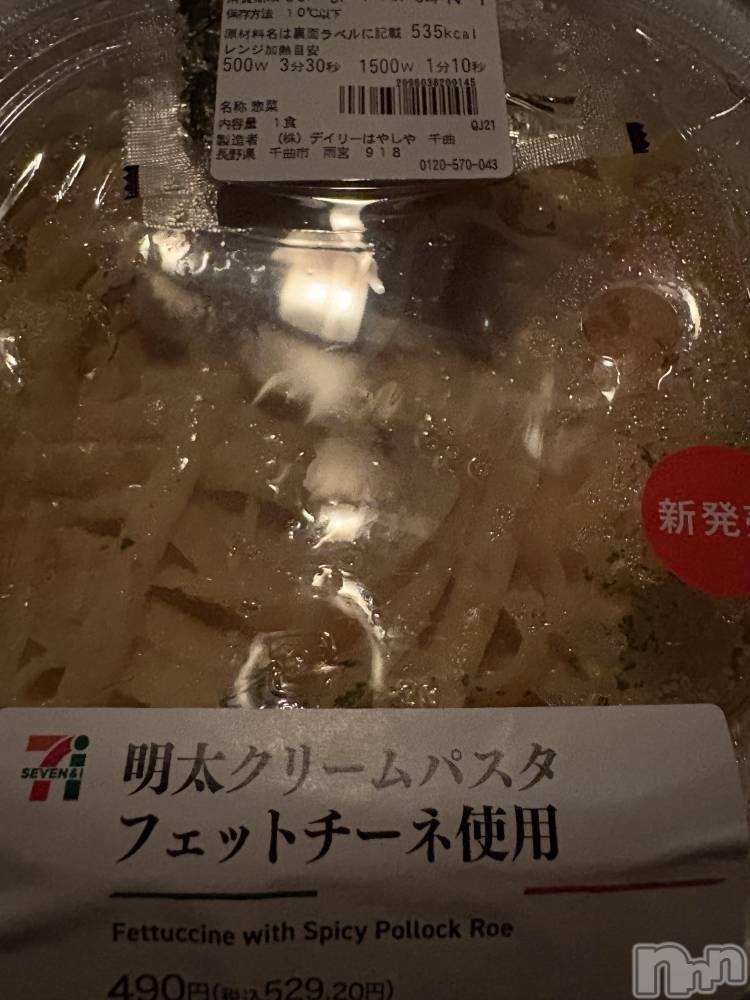 保存方法 10℃以下
原材料名は裏面ラベルに記載 535kcal
レンジ加熱目安
500W 3分30秒 1500W 1分10秒
2096038200145
名称 惣菜
内容量 1食 QJ21
製造者 (株)デイリーはやしや 千曲
長野県 千曲市 雨宮 918
0120-570-043
新発
SEVEN&i
明太クリームパスタ
フェットチーネ使用
Fettuccine with Spicy Pollock Roe
490円(税込529.20円)
nnn